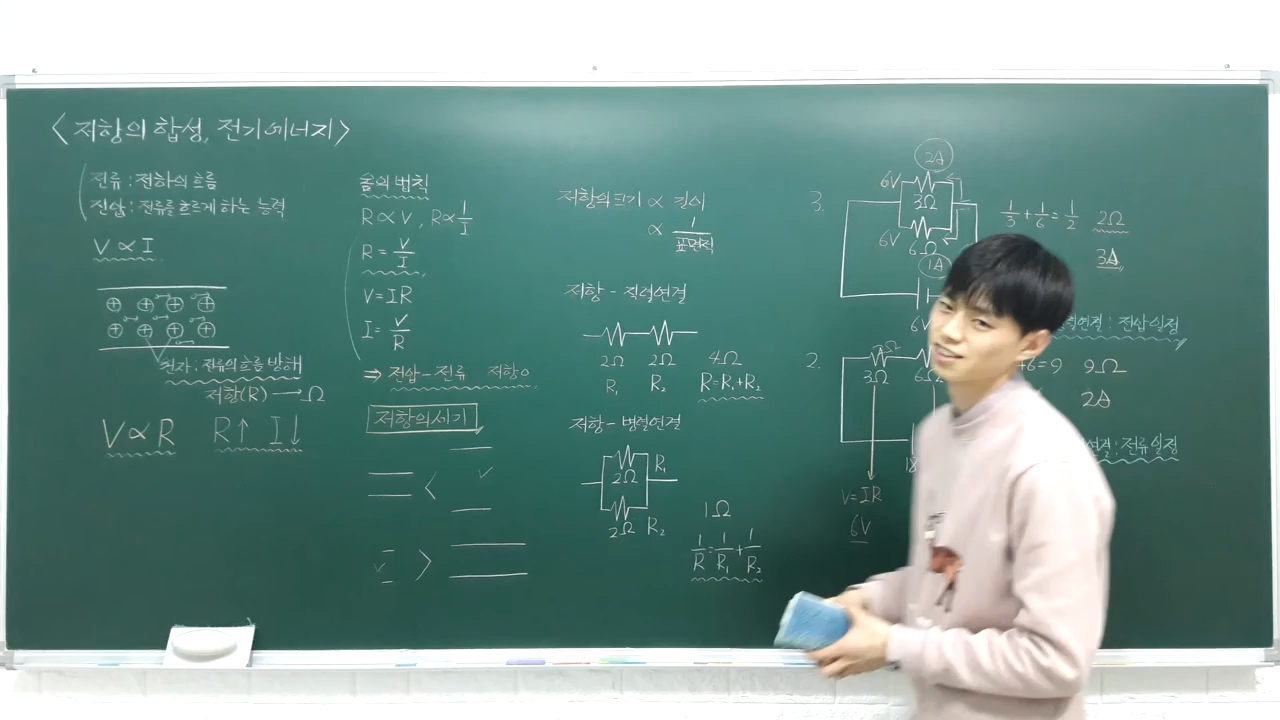 <저항의 합성, 전기에너지>
전류 : 전하의 흐름
전압 : 전류를 흐르게 하는 능력
V ∝ I
⊕ ⊕ ⊕ ⊕
⊕ ⊕ ⊕ ⊕
원자 : 전류의 흐름 방해
저항(R) → Ω
V ∝ R R↑ I↓
옴의 법칙
R ∝ V , R ∝ 1/I
R = V/I
V = IR
I = V/R
⇒ 전압 - 전류 저항○
저항의 세기
<
>
저항의 크기 ∝ 길이
∝ 1/표면적
저항 - 직렬연결
2Ω 2Ω 4Ω
R₁ R₂ R=R₁+R₂
저항 - 병렬연결
R₁
2Ω
2Ω R₂
1Ω
1/R = 1/R₁ + 1/R₂
3.
2A
6V
3Ω
6V
6Ω
1A
6V
1/3 + 1/6 = 1/2 2Ω
3A
병렬연결 : 전압일정
2.
Ω
3Ω 6Ω
+6=9 9Ω
2A
연결 : 전류일정
18
V=IR
6V